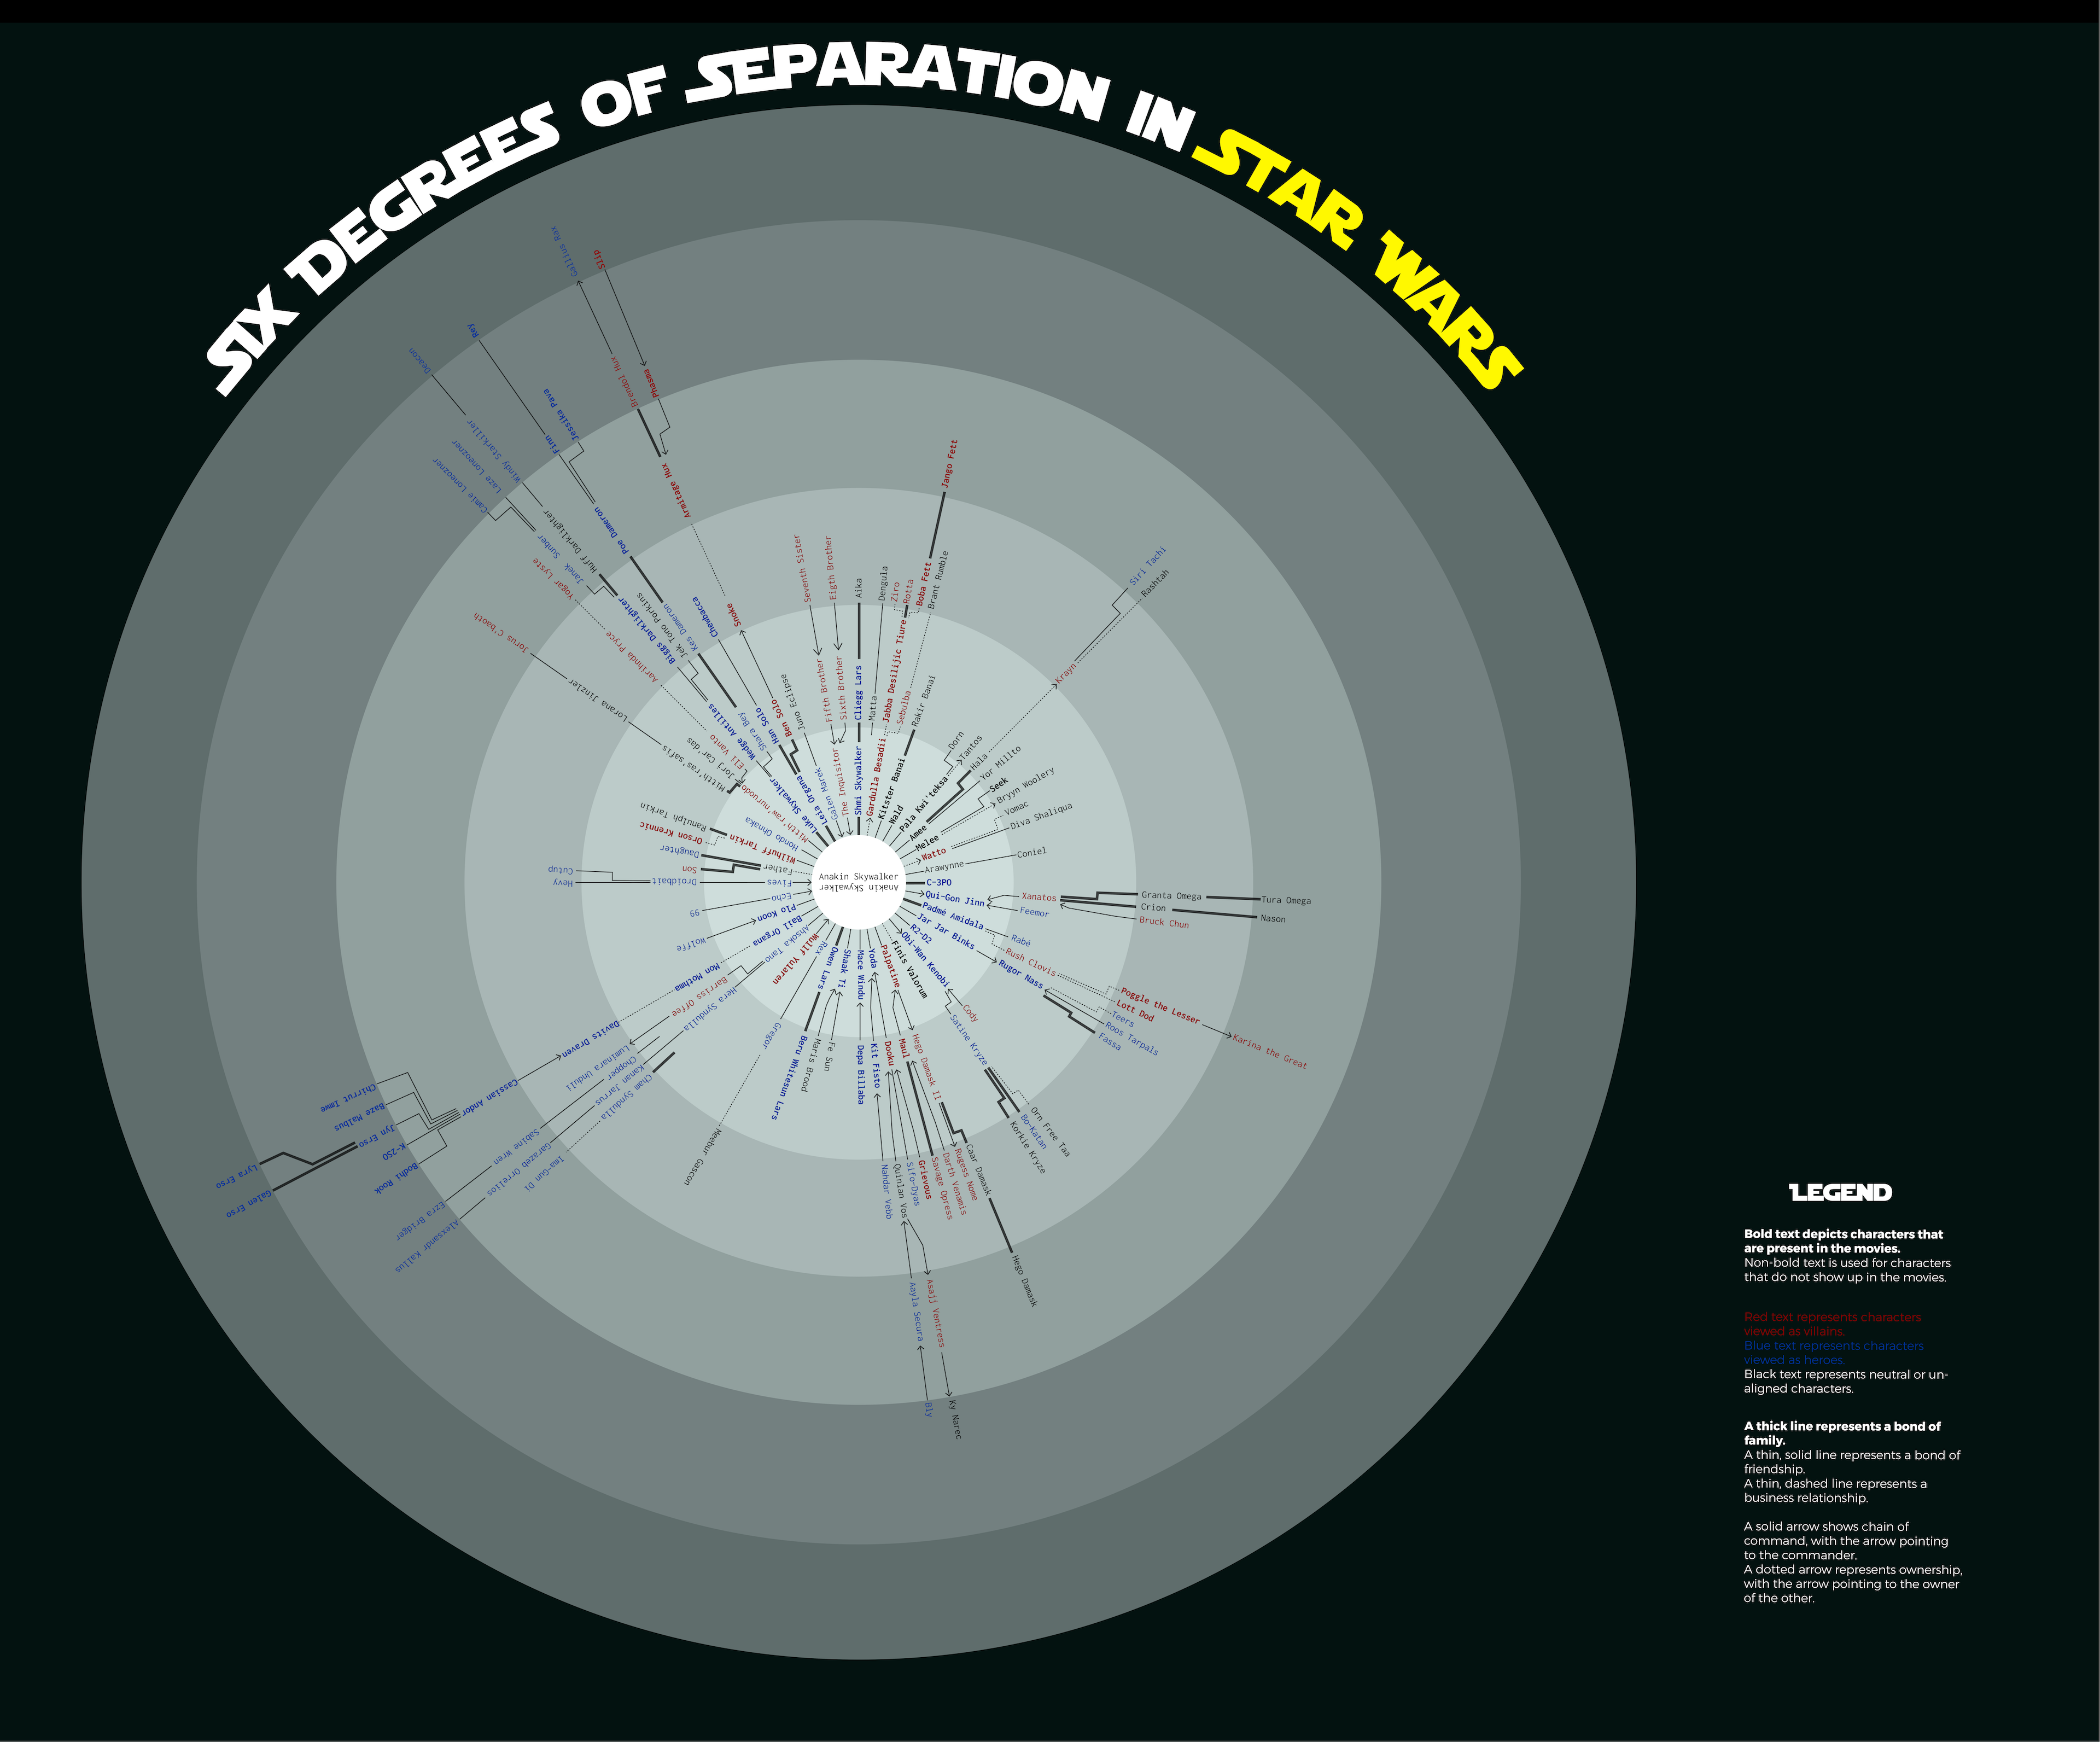 SIX DEGREES OF SEPARATION IN STAR WARS
Gallius Rax
Slip
Rey
Deacon
Brendol Hux
Phasma
Jessika Pava
Finn
Windy Starkiller
Laze Loneozner
Camie Loneozner
Armitage Hux
Poe Dameron
Huff Darklighter
Sunber
Janek
Yogar Lyste
Jorus C'baoth
Snoke
Chewbacca
Kes Dameron
Tono Porkins
Jek
Biggs Darklighter
Aarlihnda Pryce
Lorana Jinzler
Juno Eclipse
Ben Solo
Han Solo
Shara Bey
Wedge Antilles
Eli Vanto
Jorj Car'das
Mitth'ras'safis
Galen Marek
Leia Organa
Luke Skywalker
Mitth'raw'nuruodo
Hondo Ohnaka
Seventh Sister
Eigth Brother
Aika
Dengula
Ziro
Rotta
Boba Fett
Jango Fett
Brant Rumble
Fifth Brother
Sixth Brother
Cliegg Lars
Matta
Jabba Desilijic Tiure
Sebulba
Rakir Banai
The Inquisitor
Shmi Skywalker
Gardulla Besadii
Kitster Banai
Wald
Pala Kwi'teksa
Dorn
Tantos
Hala
Krayn
Siri Tachi
Rashtah
Amee
Yor Millto
Melee
Seek
Bryyn Woolery
Watto
Vomac
Diva Shaliqua
Arawynne
Coniel
Ranulph Tarkin
Orson Krennic
Wilhuff Tarkin
Daughter
Son
Father
Cutup
Hevy
Droidbait
Fives
Echo
99
Anakin Skywalker
Anakin Skywalker
C-3PO
Qui-Gon Jinn
Xanatos
Feemor
Granta Omega
Tura Omega
Crion
Nason
Bruck Chun
Padmé Amidala
Rabé
Rush Clovis
Poggle the Lesser
Lott Dod
Karina the Great
Jar Jar Binks
Rugor Nass
Teers
Roos Tarpals
Fassa
R2-D2
Obi-Wan Kenobi
Cody
Satine Kryze
Orn Free Taa
Bo-Katan
Korkie Kryze
Finis Valorum
Palpatine
Hego Damask II
Caar Damask
Hego Damask
Rugess Nome
Darth Venamis
Maul
Savage Opress
Dooku
Grievous
Sifo-Dyas
Quinlan Vos
Asajj Ventress
Ky Narec
Aayla Secura
Bly
Yoda
Kit Fisto
Nahdar Vebb
Mace Windu
Depa Billaba
Shaak Ti
Fe Sun
Maris Brood
Owen Lars
Beru Whitesun Lars
Rex
Gregor
Meebur Gascon
Wullf Yularen
Ahsoka Tano
Barriss Offee
Luminara Unduli
Hera Syndulla
Chopper
Kanan Jarrus
Cham Syndulla
Sabine Wren
Garazeb Orrelios
Ima-Gun Di
Ezra Bridger
Alexsandr Kallus
Bail Organa
Mon Mothma
Davits Draven
Cassian Jeron Andor
Chirrut Imwe
Baze Malbus
Jyn Erso
K-2SO
Bodhi Rook
Lyra Erso
Galen Erso
Plo Koon
Wolffe
LEGEND
Bold text depicts characters that
are present in the movies.
Non-bold text is used for characters
that do not show up in the movies.
Red text represents characters
viewed as villains.
Blue text represents characters
viewed as heroes.
Black text represents neutral or un-
aligned characters.
A thick line represents a bond of
family.
A thin, solid line represents a bond of
friendship.
A thin, dashed line represents a
business relationship.
A solid arrow shows chain of
command, with the arrow pointing
to the commander.
A dotted arrow represents ownership,
with the arrow pointing to the owner
of the other.